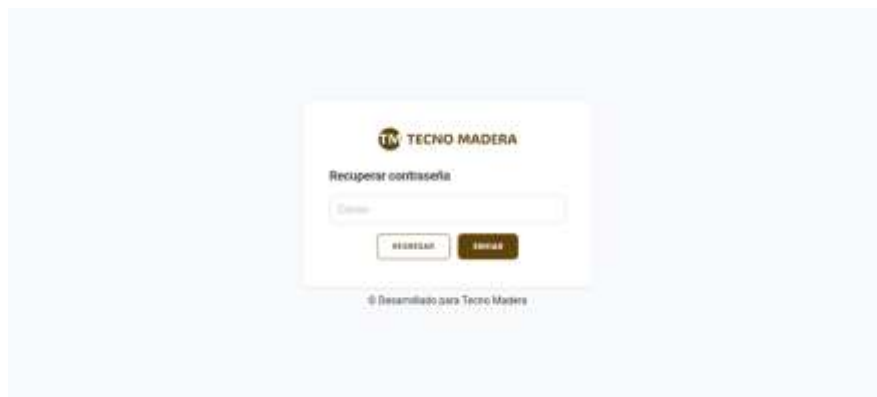 TM TECNO MADERA
Recuperar contraseña
Correo
REGRESAR ENVIAR
© Desarrollado para Tecno Madera